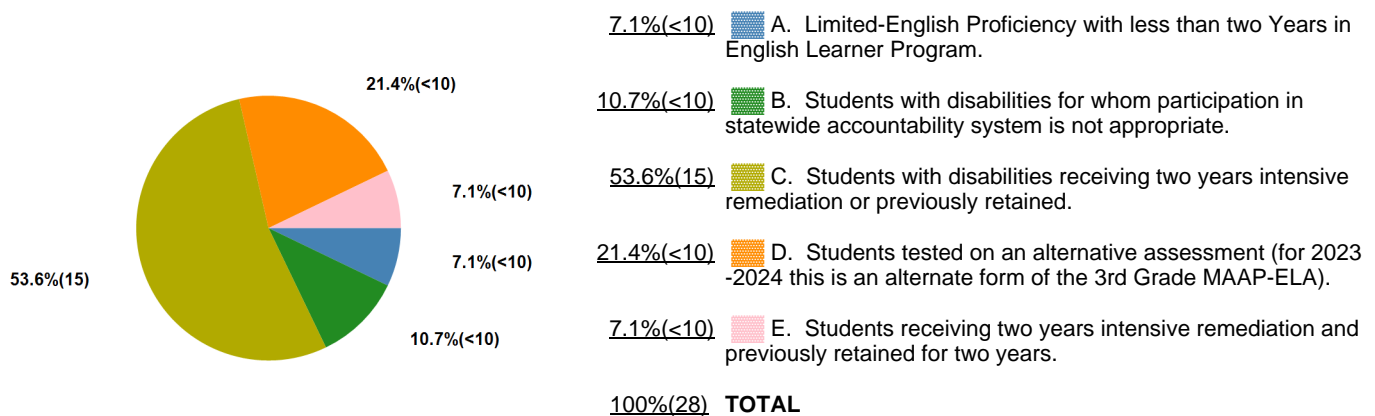 21.4%(<10)
7.1%(<10)
7.1%(<10)
53.6%(15)
10.7%(<10)
7.1%(<10) A. Limited-English Proficiency with less than two Years in
English Learner Program.
10.7%(<10) B. Students with disabilities for whom participation in
statewide accountability system is not appropriate.
53.6%(15) C. Students with disabilities receiving two years intensive
remediation or previously retained.
21.4%(<10) D. Students tested on an alternative assessment (for 2023
-2024 this is an alternate form of the 3rd Grade MAAP-ELA).
7.1%(<10) E. Students receiving two years intensive remediation and
previously retained for two years.
100%(28) TOTAL